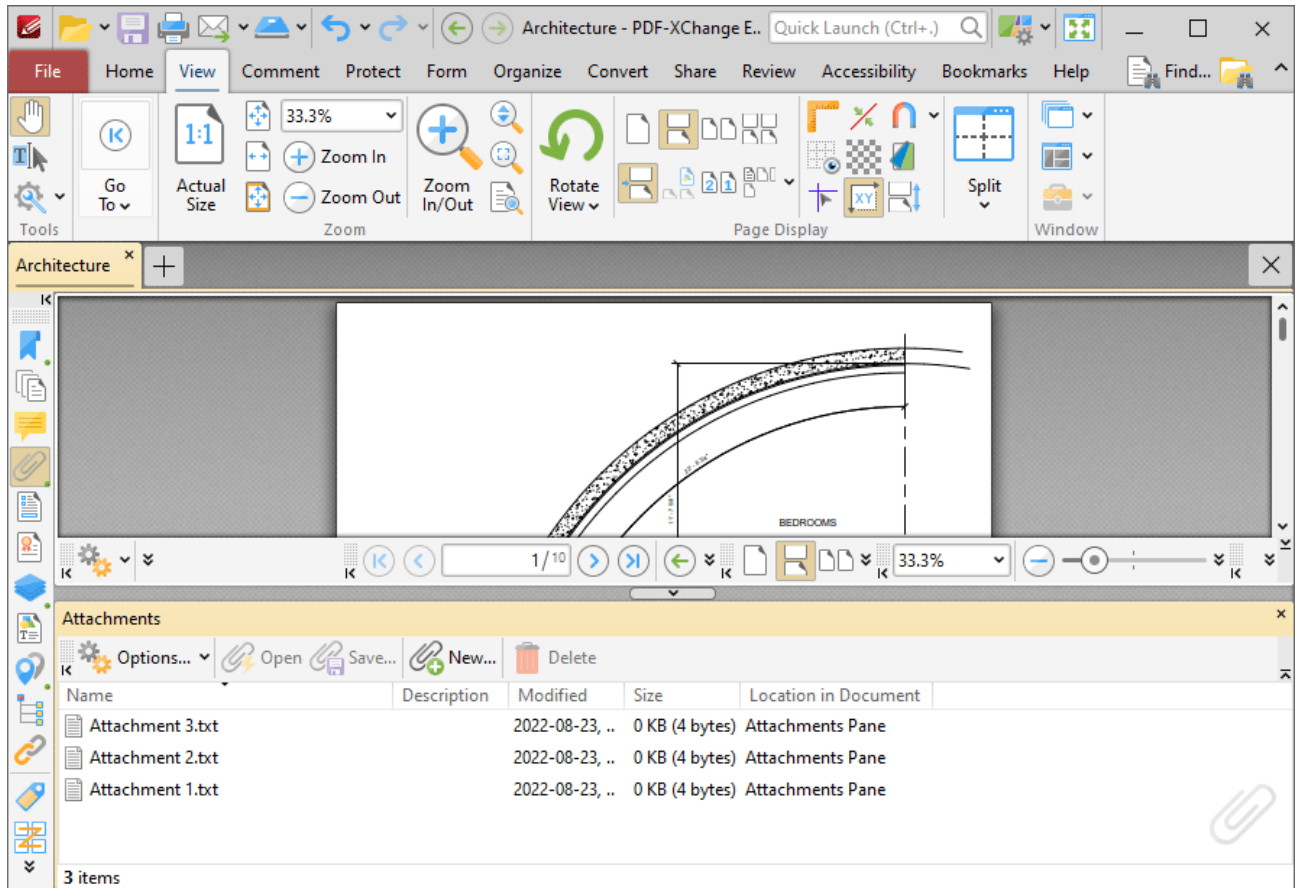 Architecture - PDF-XChange E.. Quick Launch (Ctrl+.)
File Home View Comment Protect Form Organize Convert Share Review Accessibility Bookmarks Help Find...
1:1 33.3%
Zoom In
Go To Actual Size Zoom Out Zoom In/Out Rotate View 2 1 XY Split
Tools Zoom Page Display Window
Architecture
BEDROOMS
1/10 33.3%
Attachments
Options... Open Save... New... Delete
Name Description Modified Size Location in Document
Attachment 3.txt 2022-08-23, .. 0 KB (4 bytes) Attachments Pane
Attachment 2.txt 2022-08-23, .. 0 KB (4 bytes) Attachments Pane
Attachment 1.txt 2022-08-23, .. 0 KB (4 bytes) Attachments Pane
3 items